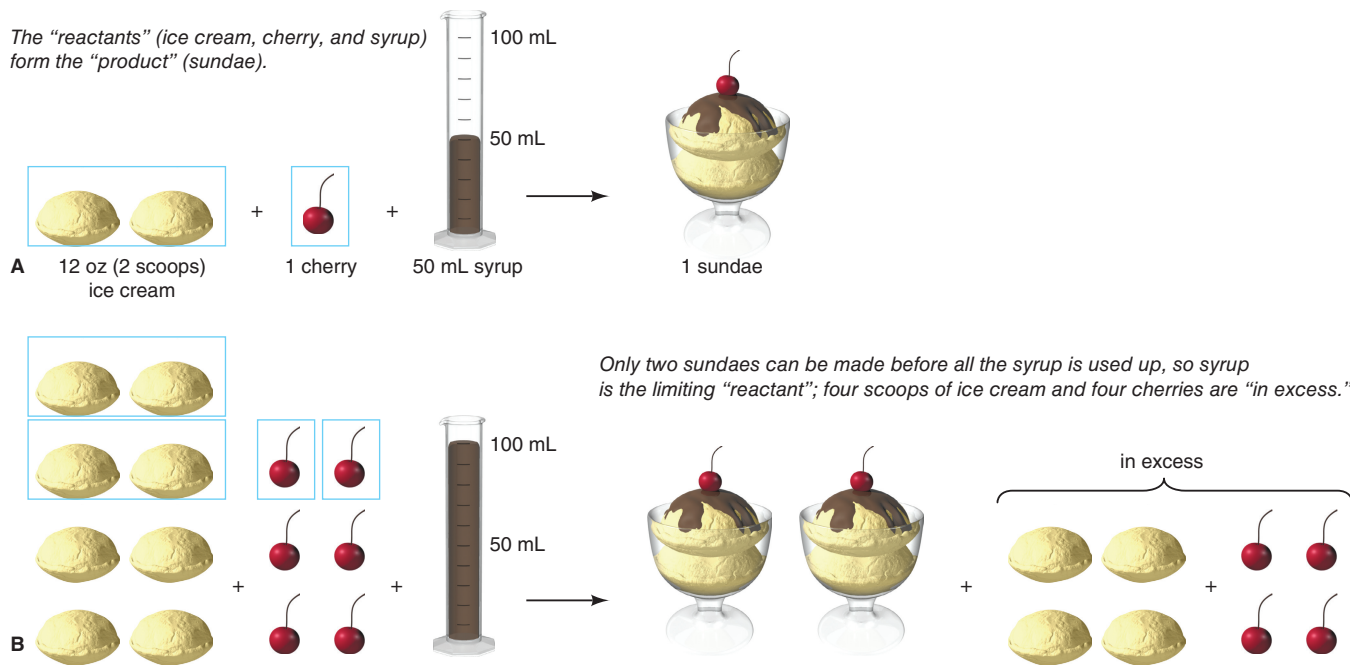 The “reactants” (ice cream, cherry, and syrup)
form the “product” (sundae).
100 mL
50 mL
+
+
A
12 oz (2 scoops)
ice cream
1 cherry
50 mL syrup
1 sundae
Only two sundaes can be made before all the syrup is used up, so syrup
is the limiting “reactant”; four scoops of ice cream and four cherries are “in excess.”
100 mL
50 mL
in excess
+
+
+
+
B